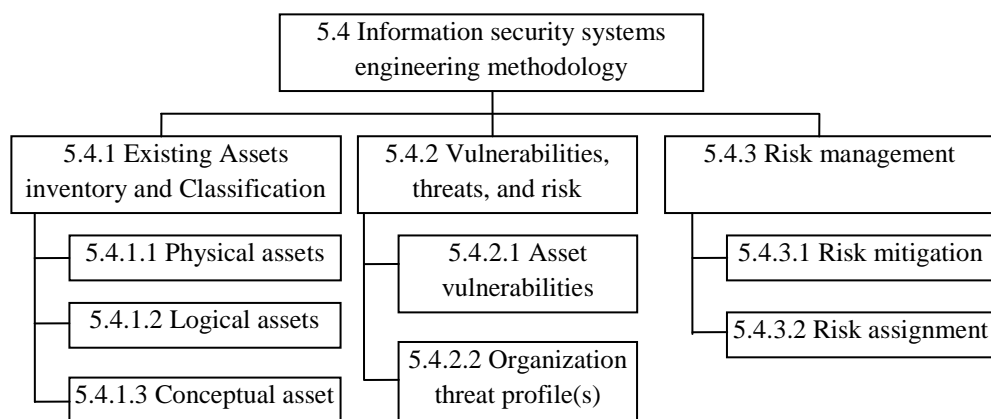 5.4 Information security systems
engineering methodology
5.4.1 Existing Assets
inventory and Classification
5.4.1.1 Physical assets
5.4.1.2 Logical assets
5.4.1.3 Conceptual asset
5.4.2 Vulnerabilities,
threats, and risk
5.4.2.1 Asset
vulnerabilities
5.4.2.2 Organization
threat profile(s)
5.4.3 Risk management
5.4.3.1 Risk mitigation
5.4.3.2 Risk assignment